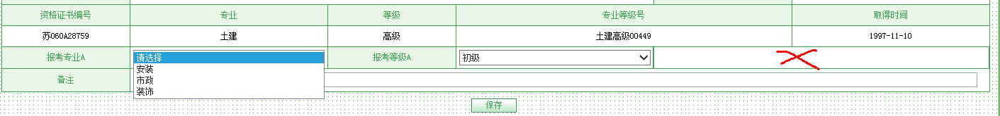 资格证书编号 专业 等级 专业等级号 取得时间
苏060A28759 土建 高级 土建高级00449 1997-11-10
报考专业A 请选择 报考等级A 初级
安装
备注 市政
装饰
保存